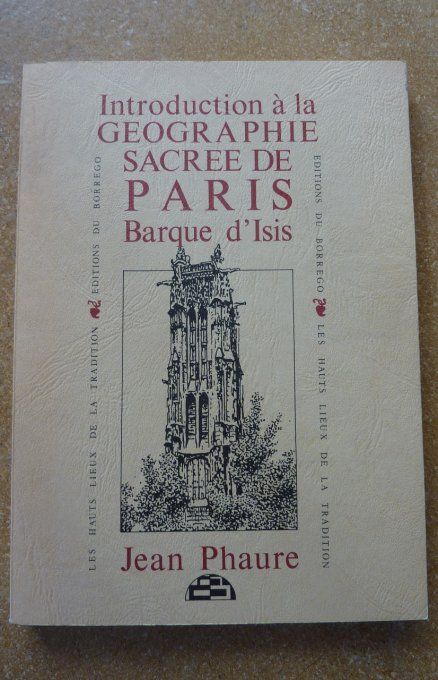 Introduction à la
GEOGRAPHIE
SACREE DE
PARIS
Barque d'Isis
LES HAUTS LIEUX DE LA TRADITION ❧ EDITIONS DU BORREGO
EDITIONS DU BORREGO ❧ LES HAUTS LIEUX DE LA TRADITION
Jean Phaure